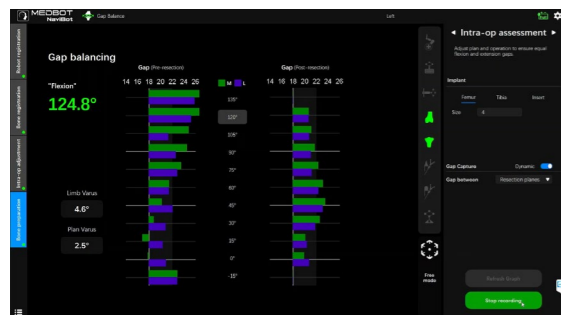 MEDBOT
NaviBot
Gap Balance
Left
Robot registration
Bone registration
Intra-op adjustment
Bone preparation
Gap balancing
Gap (Pre-resection)
14 16 18 20 22 24 26
"Flexion"
124.8°
M L
Gap (Post-resection)
14 16 18 20 22 24 26
135°
120°
105°
90°
75°
60°
45°
30°
15°
0°
-15°
Limb Varus
4.6°
Plan Varus
2.5°
Free
mode
Intra-op assessment
Adjust plan and operation to ensure equal
flexion and extension gaps.
Implant
Femur Tibia Insert
Size 4
Gap Capture Dynamic
Gap between Resection planes
Refresh Graph
Stop recording